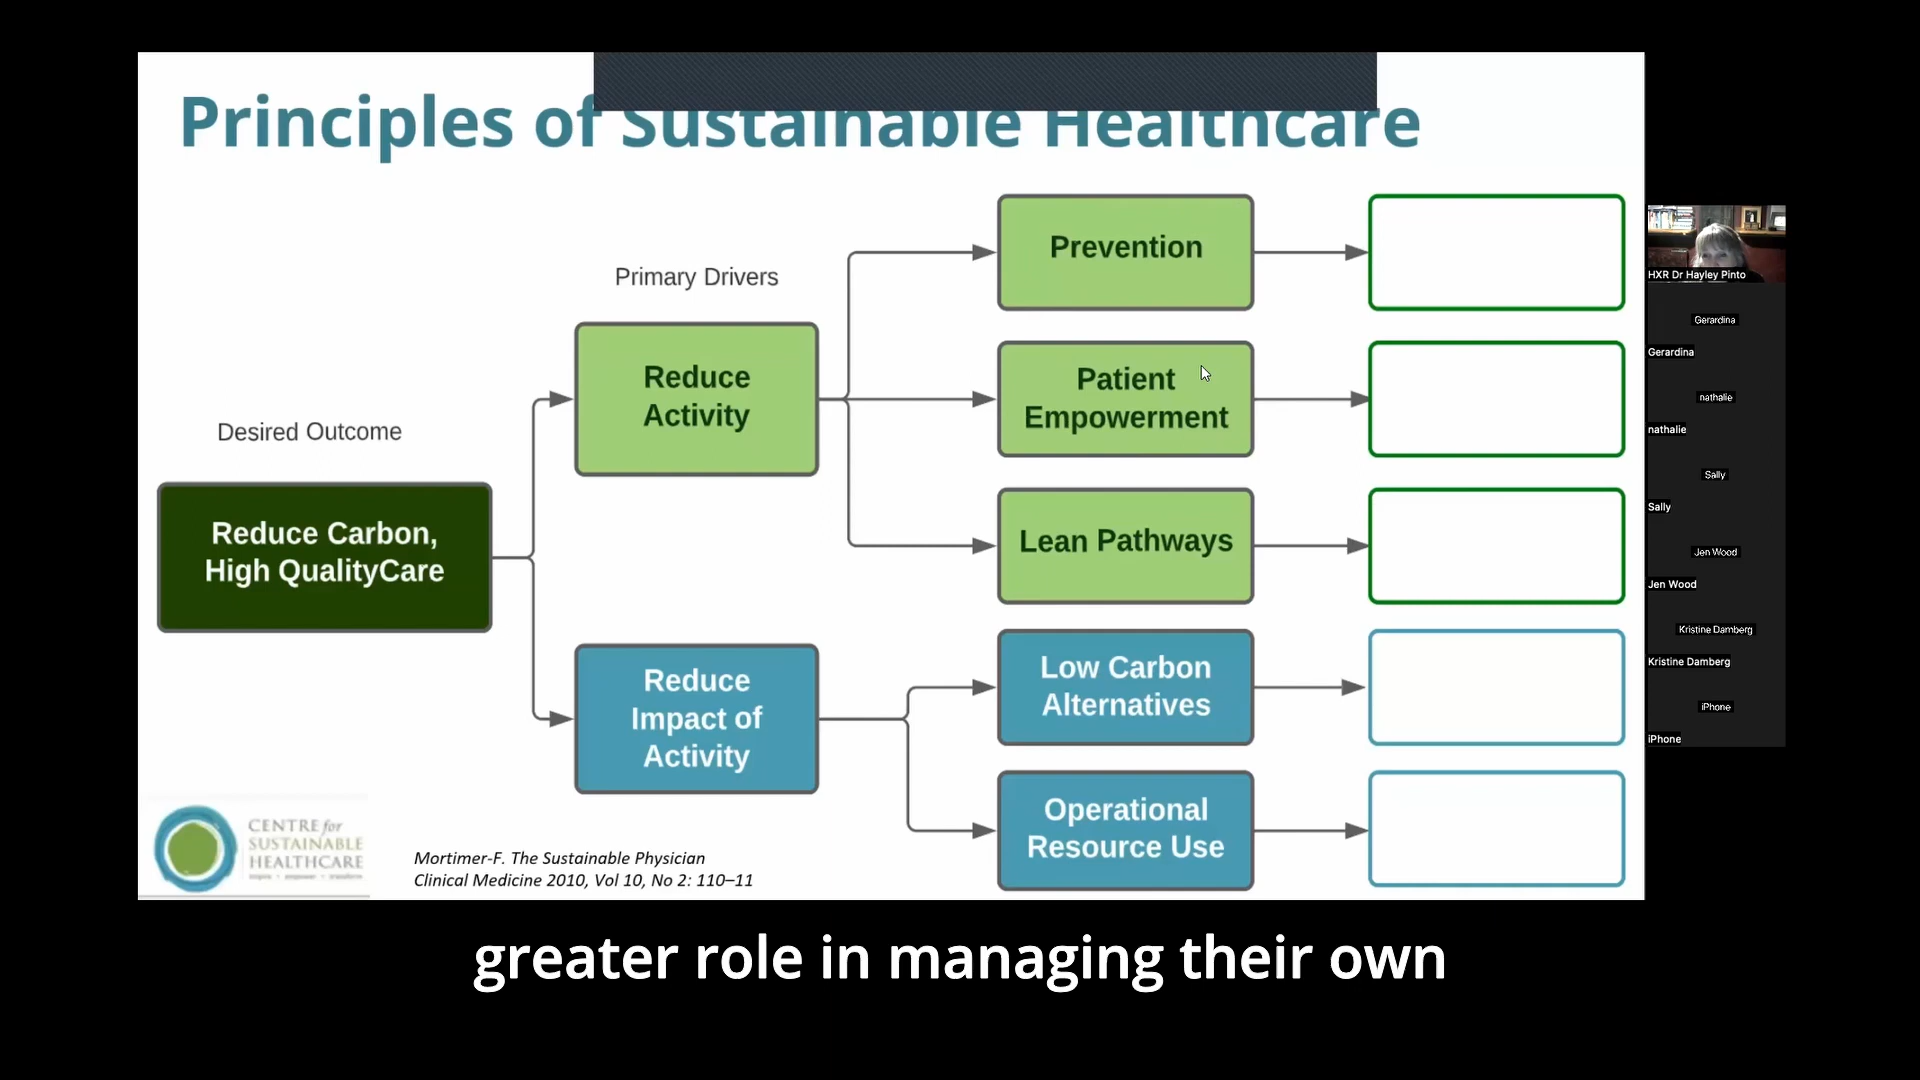 Principles of Sustainable Healthcare
Primary Drivers
Desired Outcome
Reduce Carbon,
High QualityCare
Reduce
Activity
Reduce
Impact of
Activity
Prevention
Patient
Empowerment
Lean Pathways
Low Carbon
Alternatives
Operational
Resource Use
CENTRE for
SUSTAINABLE
HEALTHCARE
Mortimer-F. The Sustainable Physician
Clinical Medicine 2010, Vol 10, No 2: 110–11
HXR Dr Hayley Pinto
Gerardina
Gerardina
nathalie
nathalie
Sally
Sally
Jen Wood
Jen Wood
Kristine Damberg
Kristine Damberg
iPhone
iPhone
greater role in managing their own